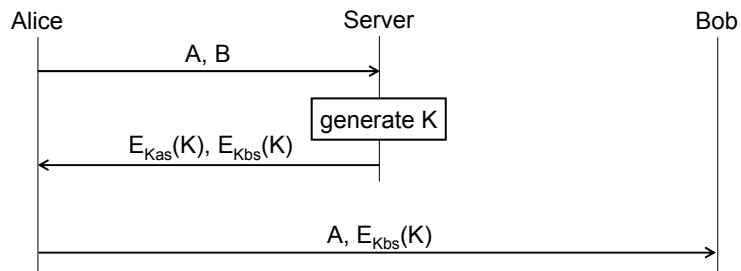 Alice Server Bob
A, B
generate K
E_Kas(K), E_Kbs(K)
A, E_Kbs(K)